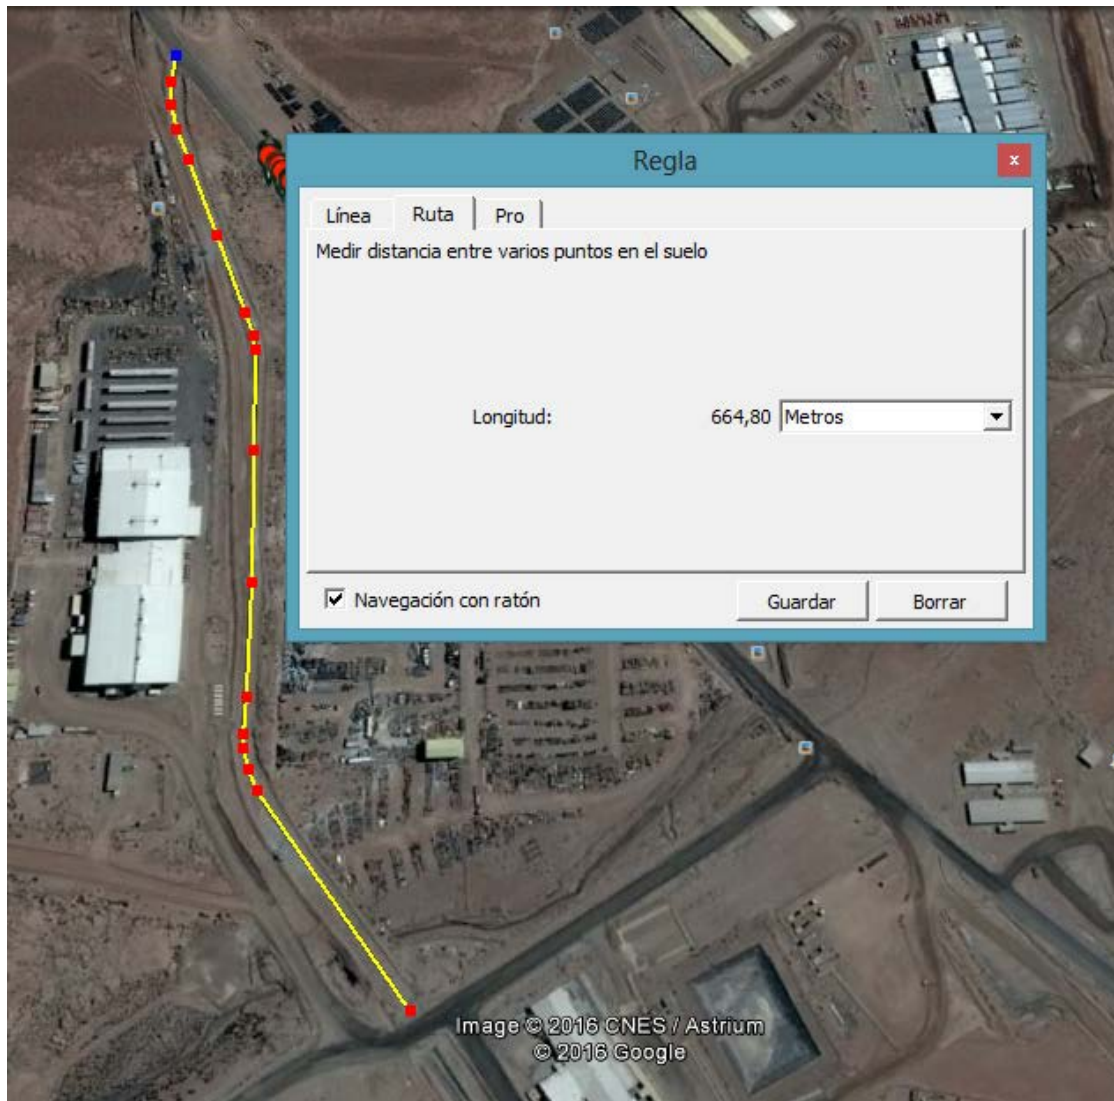 Regla
x
Línea Ruta Pro
Medir distancia entre varios puntos en el suelo
Longitud: 664,80 Metros
Navegación con ratón Guardar Borrar
Image © 2016 CNES / Astrium
© 2016 Google